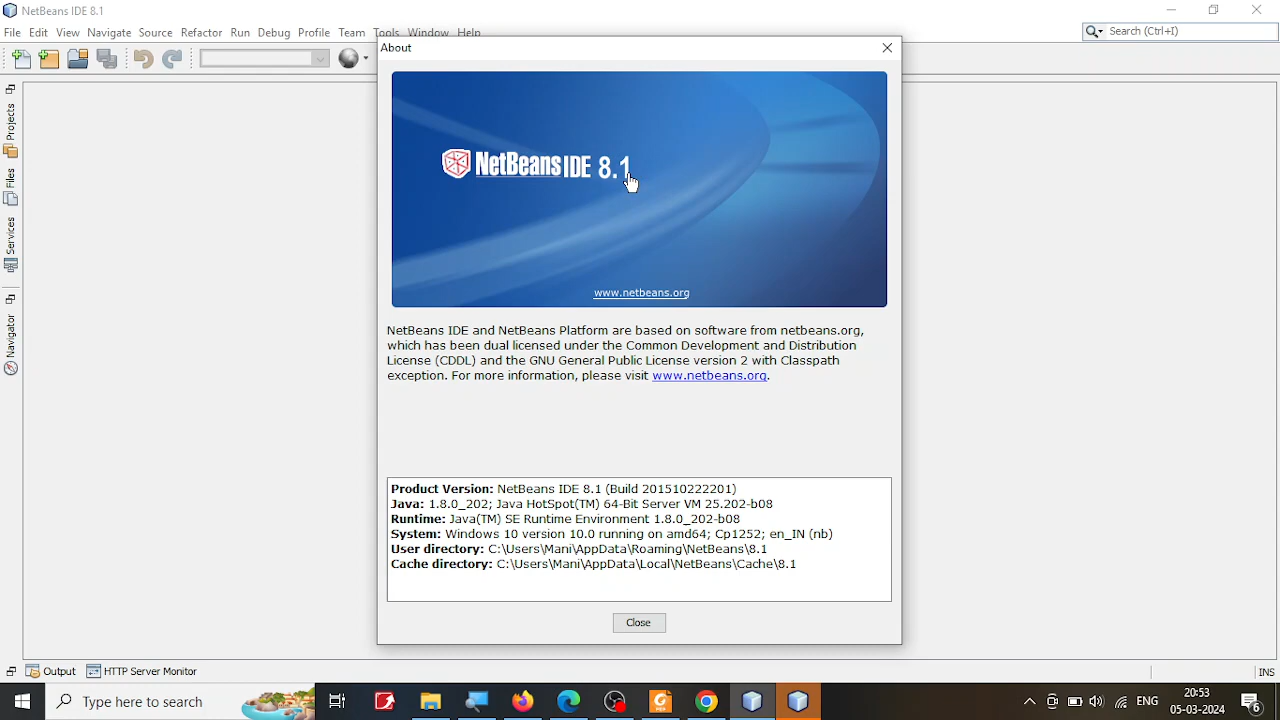 NetBeans IDE 8.1
File Edit View Navigate Source Refactor Run Debug Profile Team Tools Window Help
Search (Ctrl+I)
About
Projects
Files
Services
Navigator
NetBeans IDE 8.1
www.netbeans.org
NetBeans IDE and NetBeans Platform are based on software from netbeans.org,
which has been dual licensed under the Common Development and Distribution
License (CDDL) and the GNU General Public License version 2 with Classpath
exception. For more information, please visit www.netbeans.org.
Product Version: NetBeans IDE 8.1 (Build 201510222201)
Java: 1.8.0_202; Java HotSpot(TM) 64-Bit Server VM 25.202-b08
Runtime: Java(TM) SE Runtime Environment 1.8.0_202-b08
System: Windows 10 version 10.0 running on amd64; Cp1252; en_IN (nb)
User directory: C:\Users\Mani\AppData\Roaming\NetBeans\8.1
Cache directory: C:\Users\Mani\AppData\Local\NetBeans\Cache\8.1
Close
Output HTTP Server Monitor INS
Type here to search
ENG
20:53
05-03-2024
6